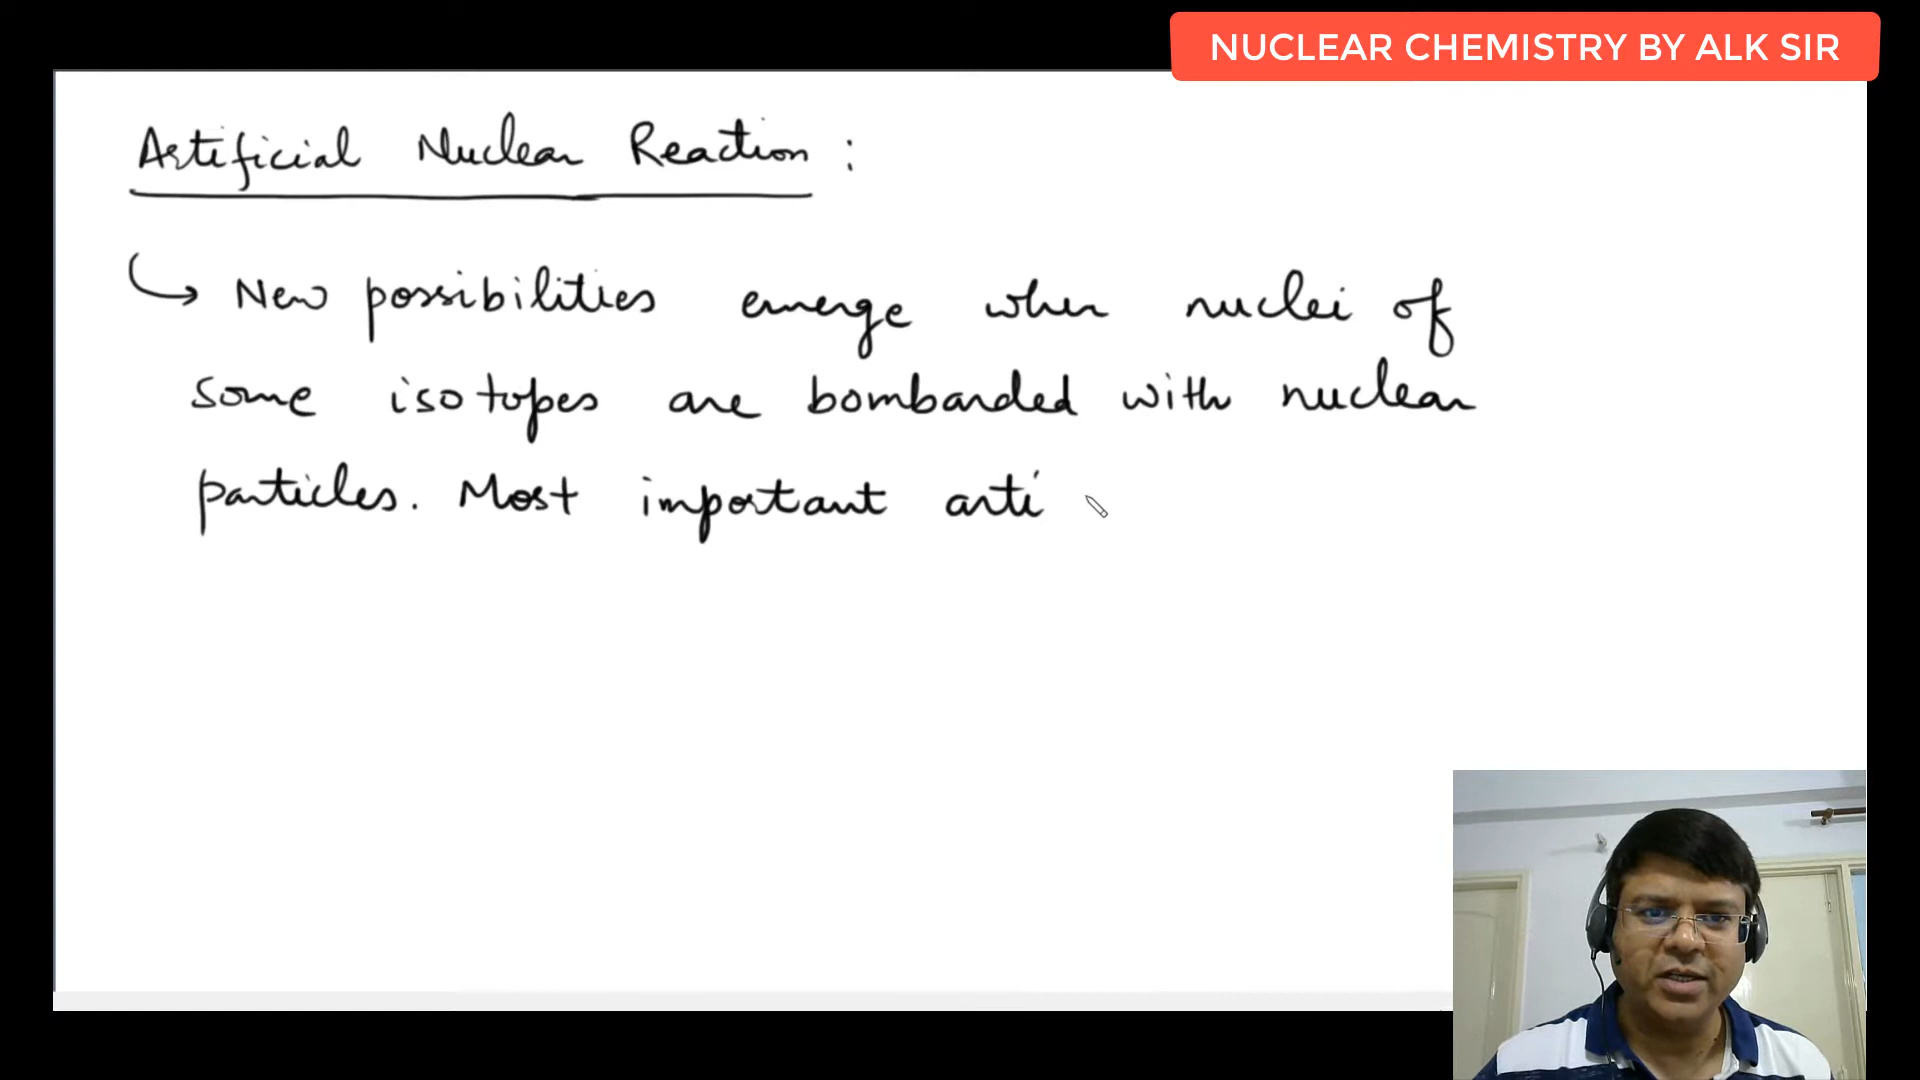 NUCLEAR CHEMISTRY BY ALK SIR
Artificial Nuclear Reaction :
New possibilities emerge when nuclei of
some isotopes are bombarded with nuclear
particles. Most important arti